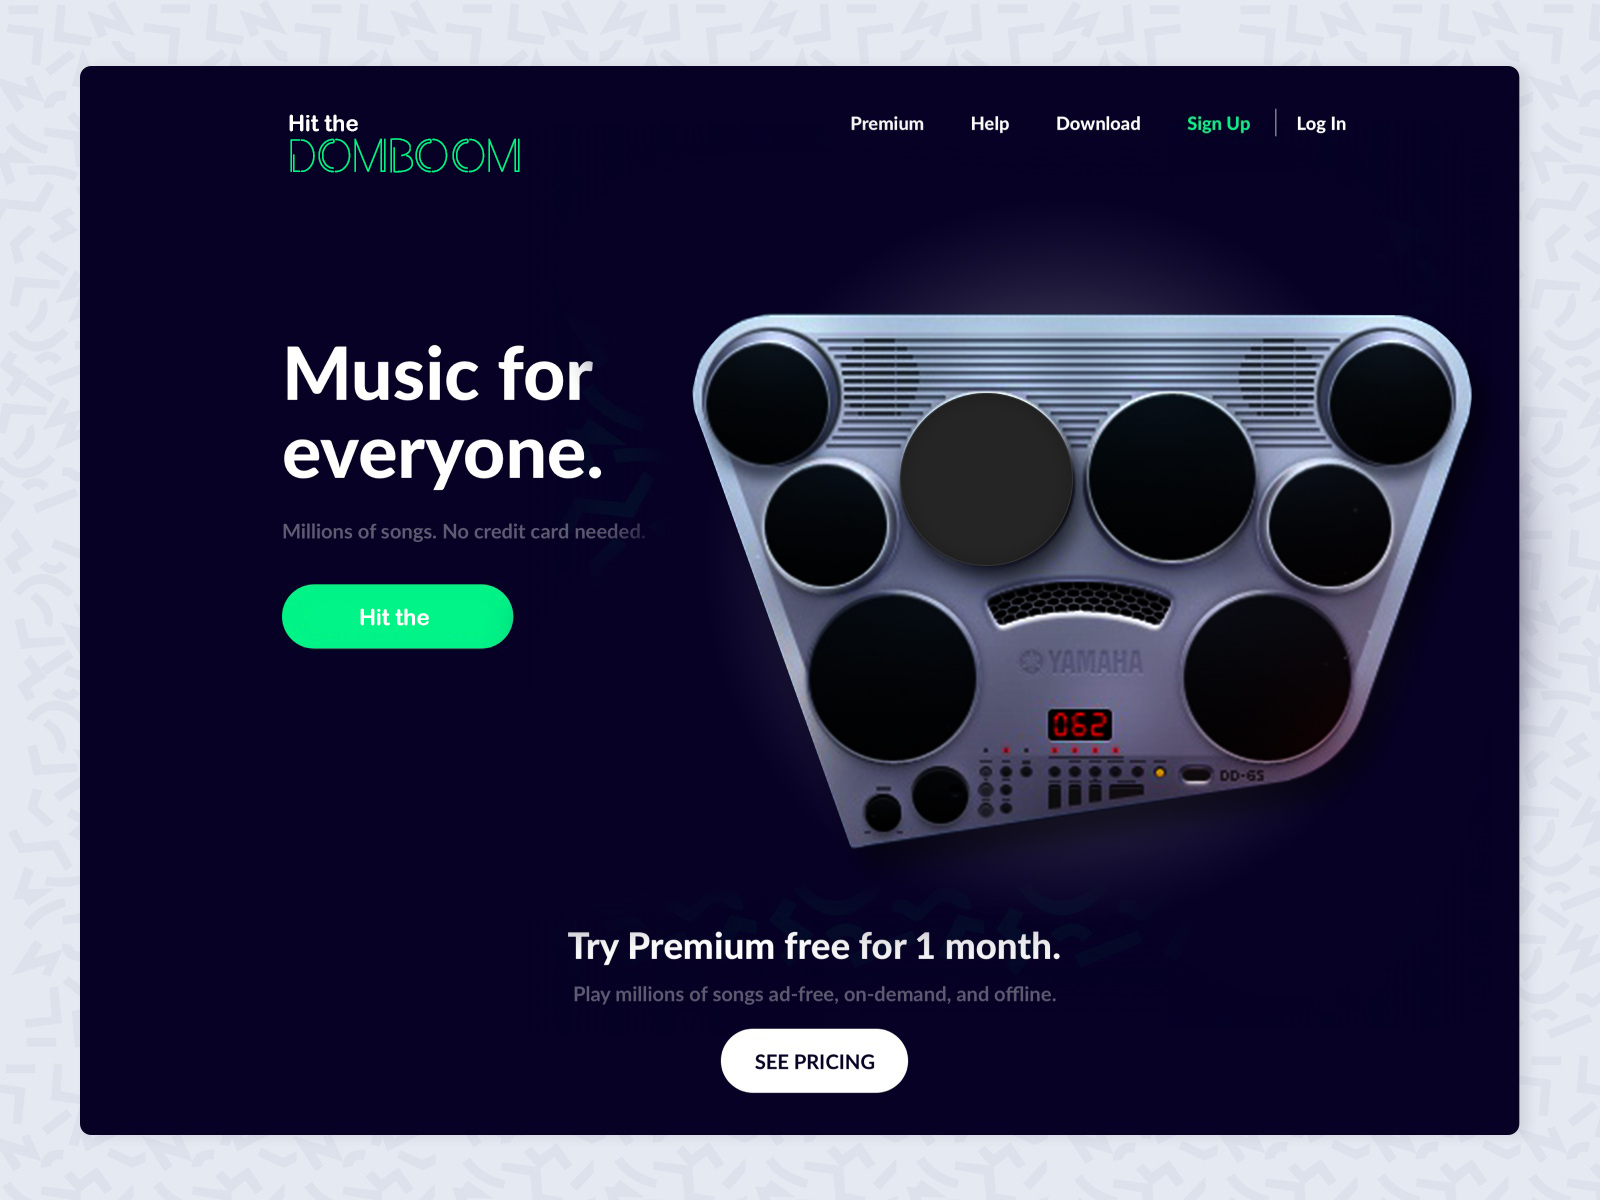 Hit the
DOMBOOM
Premium Help Download Sign Up Log In
Music for
everyone.
Millions of songs. No credit card needed.
Hit the
YAMAHA
062
DD-65
Try Premium free for 1 month.
Play millions of songs ad-free, on-demand, and offline.
SEE PRICING